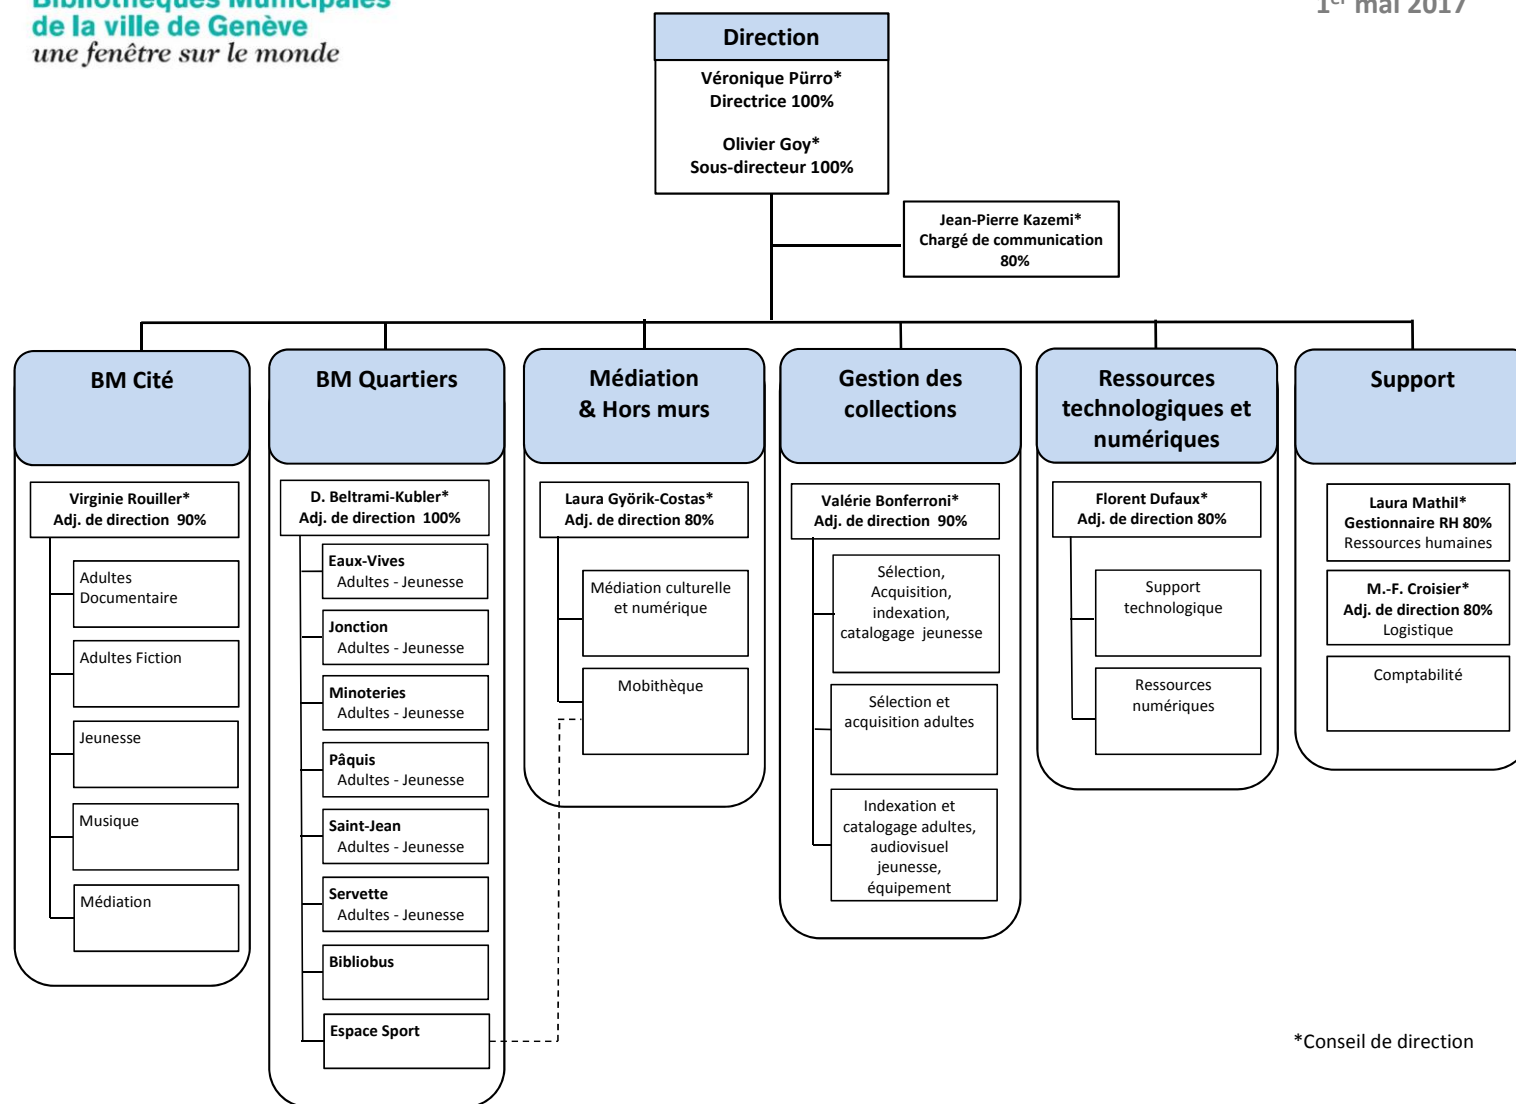 Bibliothèques Municipales
de la ville de Genève
une fenêtre sur le monde
1er mai 2017
Direction
Véronique Pürro*
Directrice 100%
Olivier Goy*
Sous-directeur 100%
Jean-Pierre Kazemi*
Chargé de communication
80%
BM Cité
Virginie Rouiller*
Adj. de direction 90%
Adultes
Documentaire
Adultes Fiction
Jeunesse
Musique
Médiation
BM Quartiers
D. Beltrami-Kubler*
Adj. de direction 100%
Eaux-Vives
Adultes - Jeunesse
Jonction
Adultes - Jeunesse
Minoteries
Adultes - Jeunesse
Pâquis
Adultes - Jeunesse
Saint-Jean
Adultes - Jeunesse
Servette
Adultes - Jeunesse
Bibliobus
Espace Sport
Médiation
& Hors murs
Laura Györik-Costas*
Adj. de direction 80%
Médiation culturelle
et numérique
Mobithèque
Gestion des
collections
Valérie Bonferroni*
Adj. de direction 90%
Sélection,
Acquisition,
indexation,
catalogage jeunesse
Sélection et
acquisition adultes
Indexation et
catalogage adultes,
audiovisuel
jeunesse,
équipement
Ressources
technologiques et
numériques
Florent Dufaux*
Adj. de direction 80%
Support
technologique
Ressources
numériques
Support
Laura Mathil*
Gestionnaire RH 80%
Ressources humaines
M.-F. Croisier*
Adj. de direction 80%
Logistique
Comptabilité
*Conseil de direction